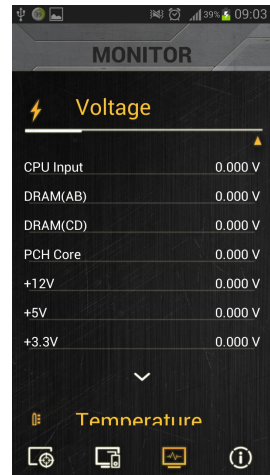 39% 09:03
MONITOR
Voltage
CPU Input 0.000 V
DRAM(AB) 0.000 V
DRAM(CD) 0.000 V
PCH Core 0.000 V
+12V 0.000 V
+5V 0.000 V
+3.3V 0.000 V
Temperature